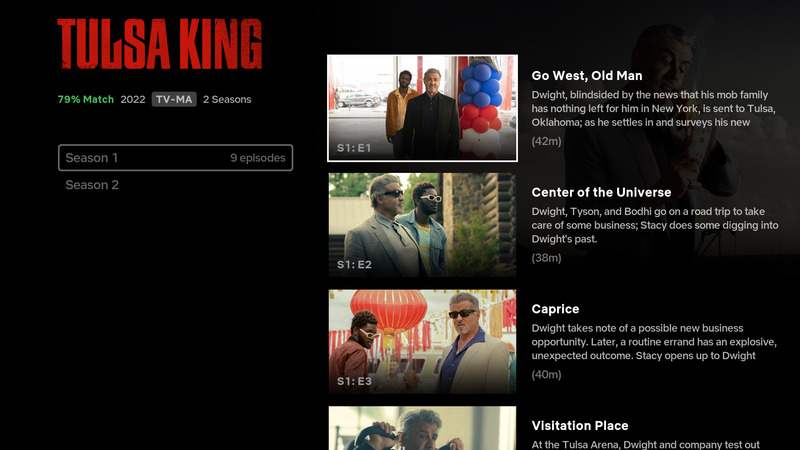 TULSA KING
79% Match 2022 TV-MA 2 Seasons
Season 1 9 episodes
Season 2
S1: E1
Go West, Old Man
Dwight, blindsided by the news that his mob family
has nothing left for him in New York, is sent to Tulsa,
Oklahoma; as he settles in and surveys his new
(42m)
S1: E2
Center of the Universe
Dwight, Tyson, and Bodhi go on a road trip to take
care of some business; Stacy does some digging into
Dwight's past.
(38m)
S1: E3
Caprice
Dwight takes note of a possible new business
opportunity. Later, a routine errand has an explosive,
unexpected outcome. Stacy opens up to Dwight
(40m)
Visitation Place
At the Tulsa Arena, Dwight and company test out